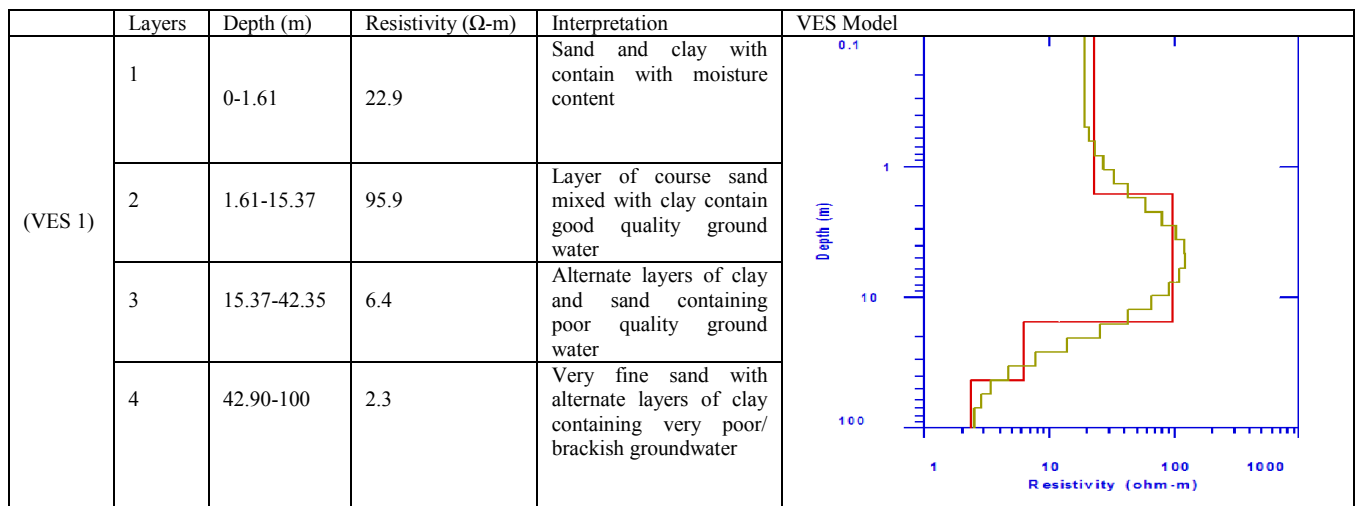 Layers Depth (m) Resistivity (Ω-m) Interpretation VES Model
(VES 1)
1 0-1.61 22.9
Sand and clay with
contain with moisture
content
2 1.61-15.37 95.9
Layer of course sand
mixed with clay contain
good quality ground
water
3 15.37-42.35 6.4
Alternate layers of clay
and sand containing
poor quality ground
water
4 42.90-100 2.3
Very fine sand with
alternate layers of clay
containing very poor/
brackish groundwater
0.1
1
10
100
Depth (m)
1 10 100 1000
Resistivity (ohm-m)